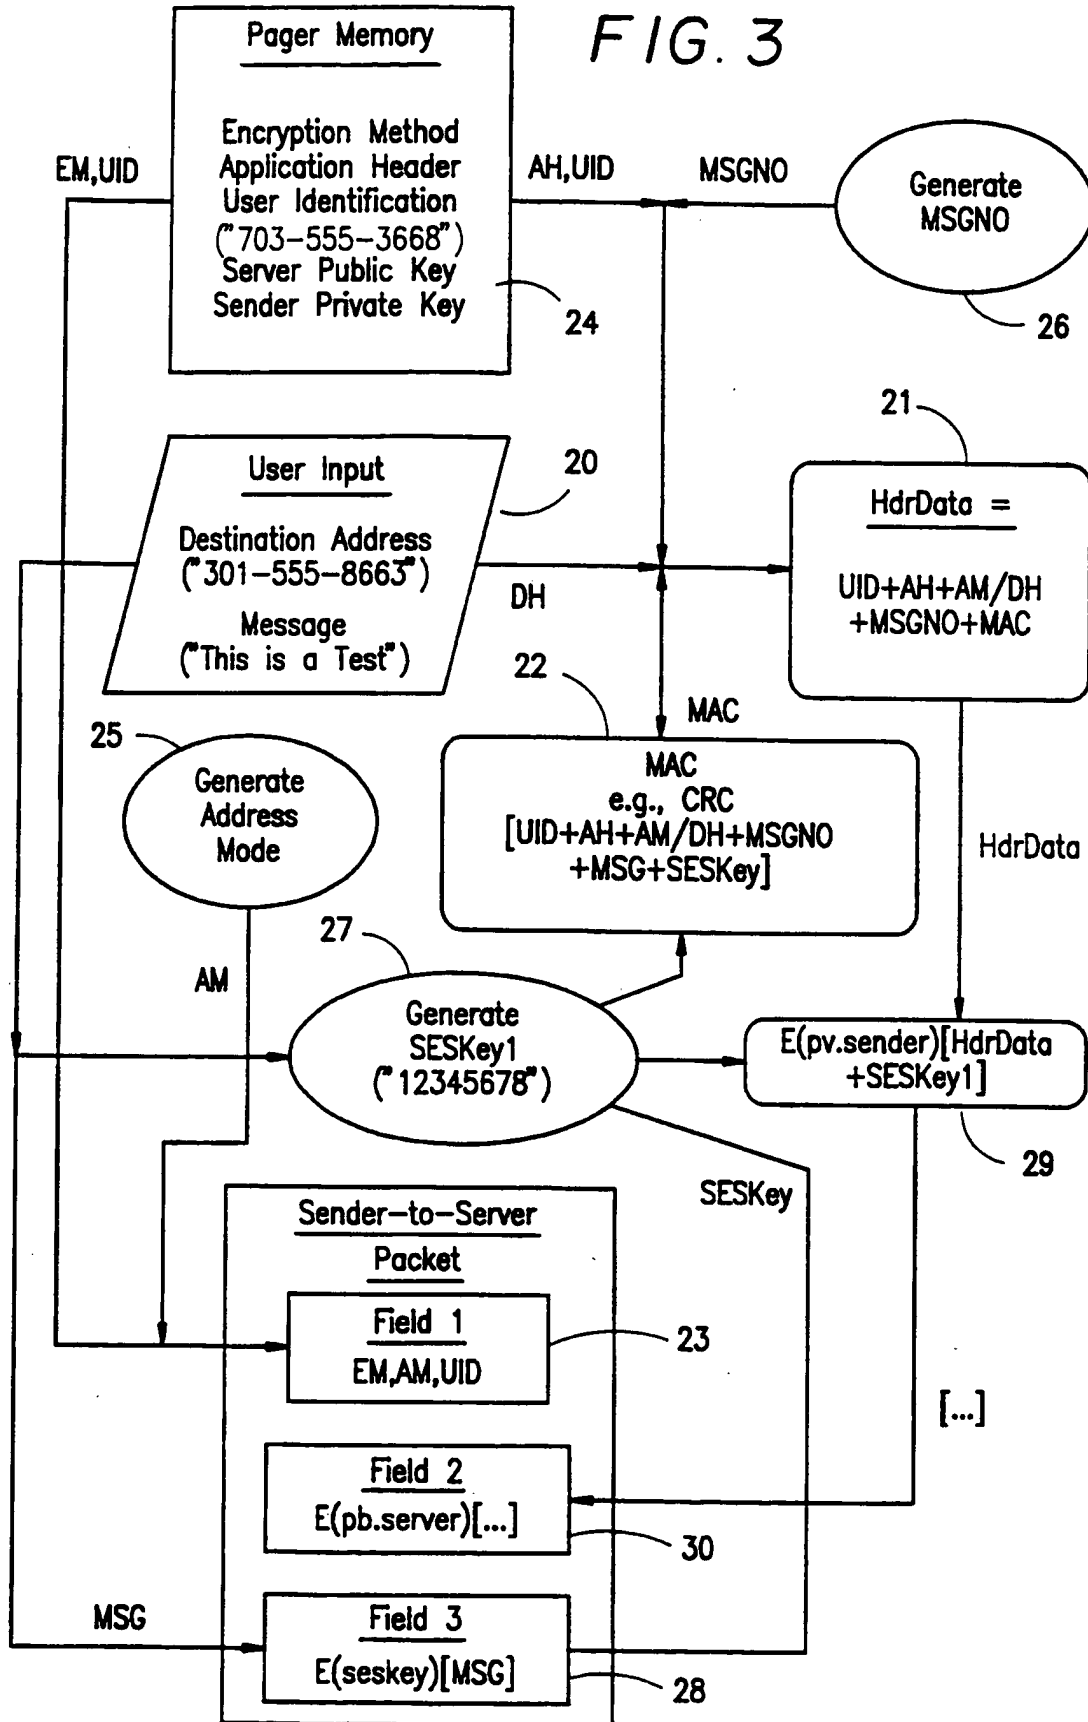 FIG. 3
Pager Memory
Encryption Method
Application Header
User Identification
("703-555-3668")
Server Public Key
Sender Private Key
24
EM,UID
AH,UID
MSGNO
Generate
MSGNO
26
User Input
Destination Address
("301-555-8663")
Message
("This is a Test")
20
DH
21
HdrData =
UID+AH+AM/DH
+MSGNO+MAC
22
MAC
MAC
e.g., CRC
[UID+AH+AM/DH+MSGNO
+MSG+SESKey]
HdrData
25
Generate
Address
Mode
AM
27
Generate
SESKey1
("12345678")
E(pv.sender)[HdrData
+SESKey1]
29
SESKey
Sender-to-Server
Packet
Field 1
EM,AM,UID
23
[...]
Field 2
E(pb.server)[...]
30
MSG
Field 3
E(seskey)[MSG]
28